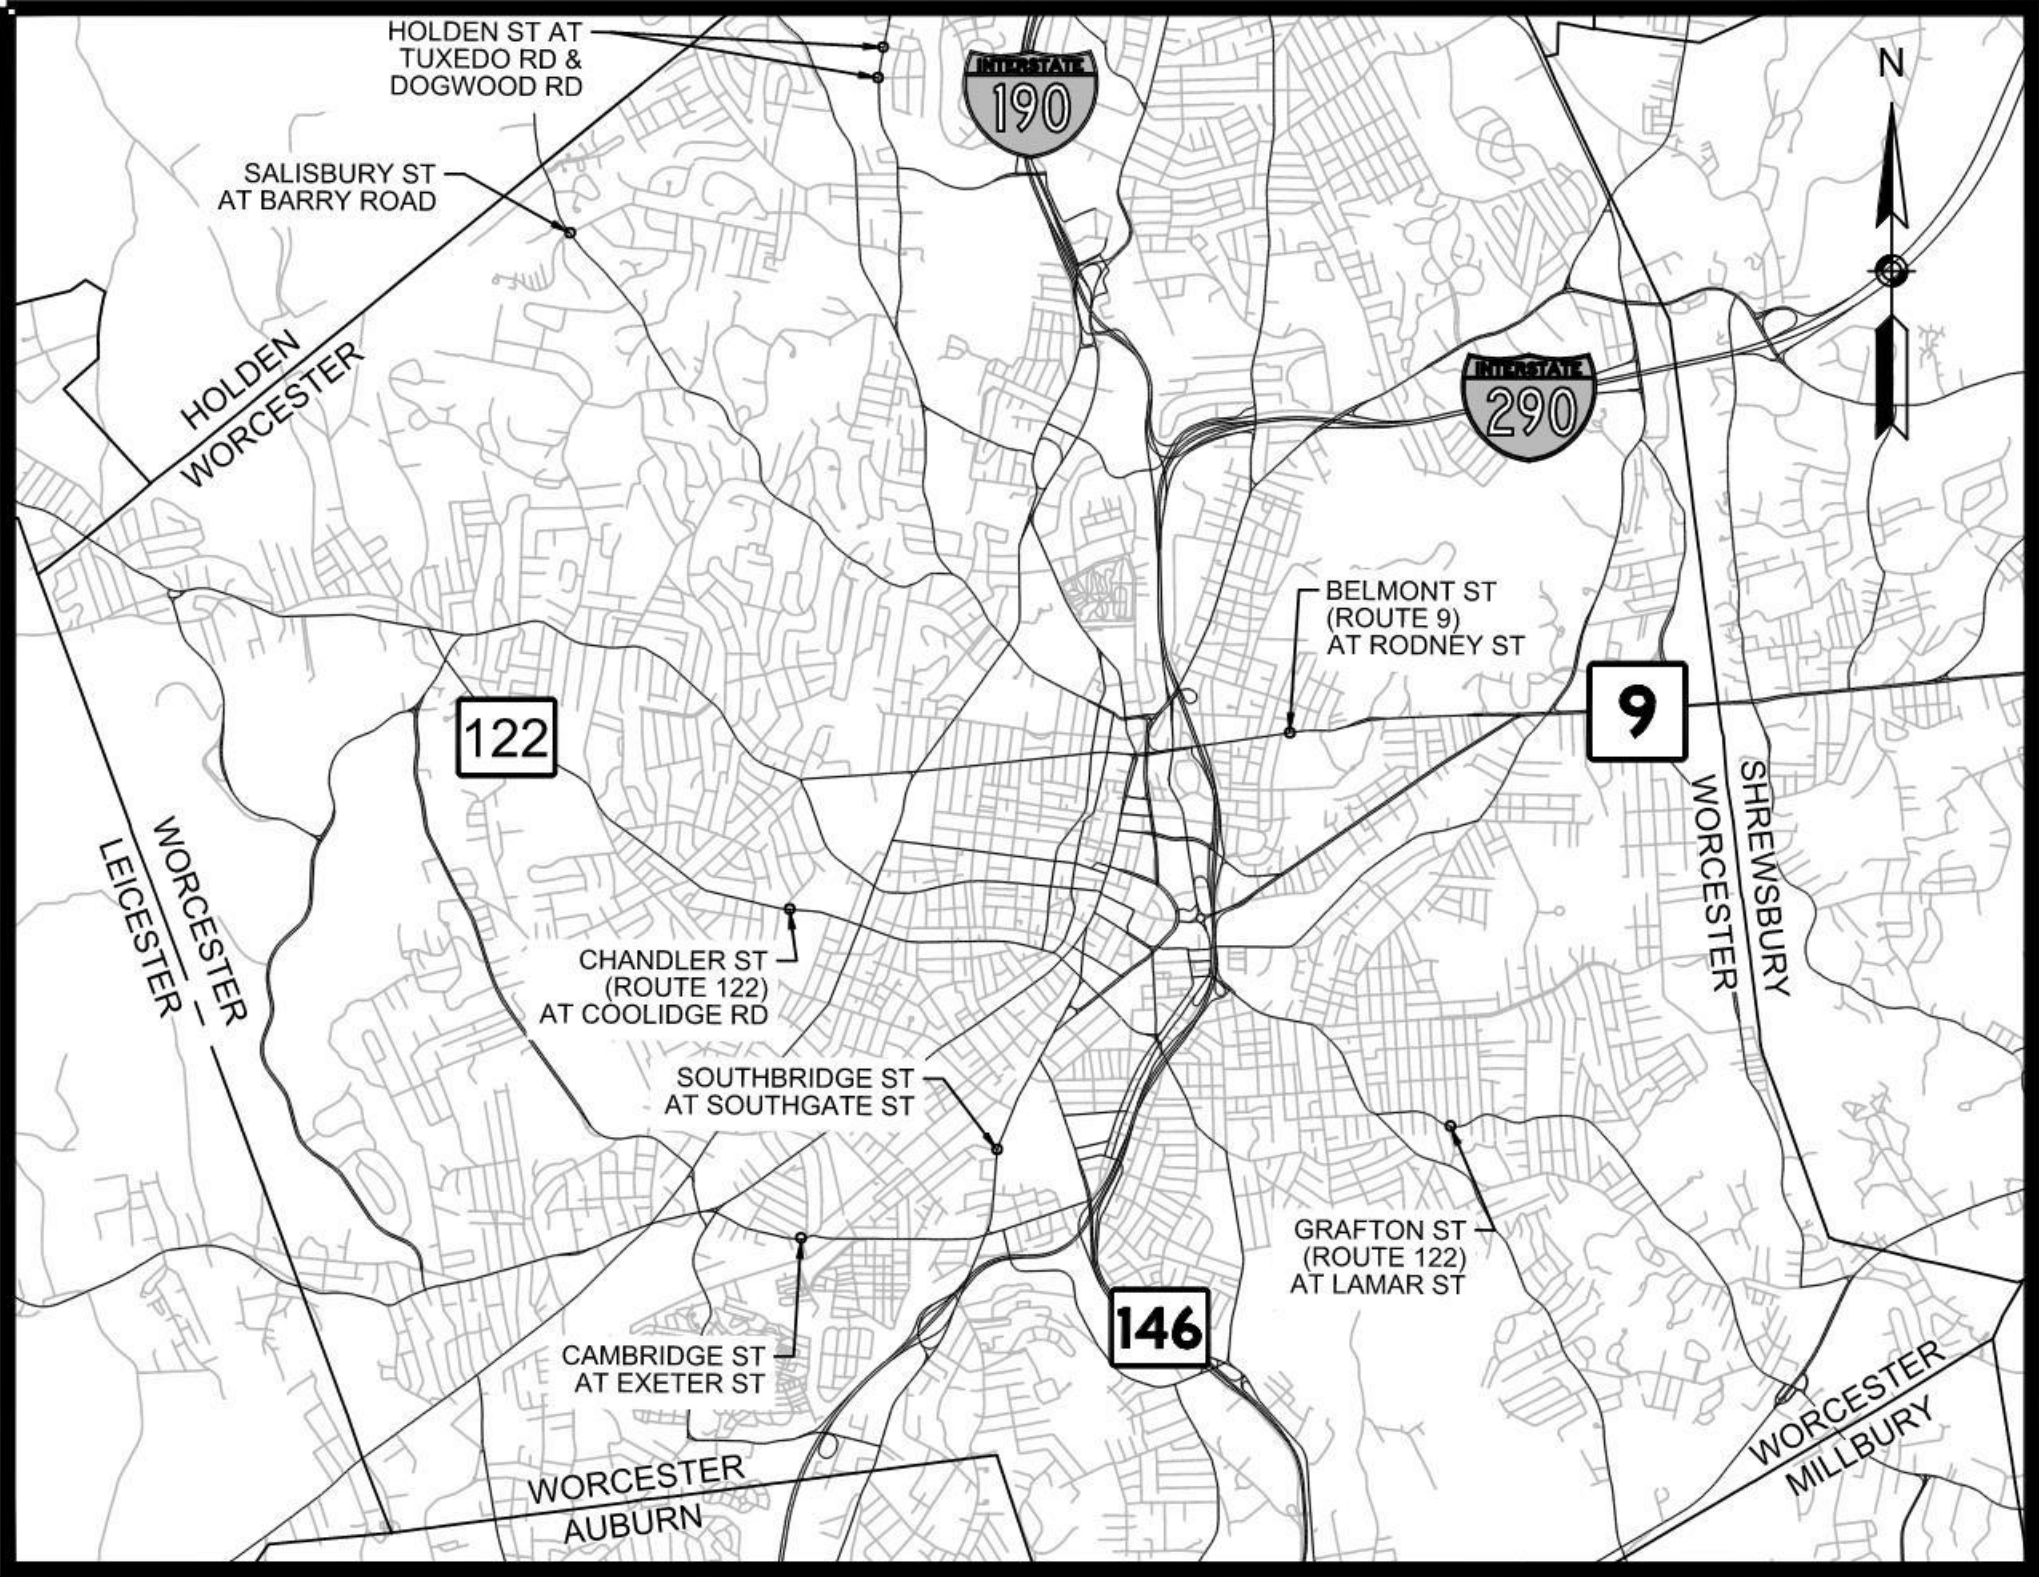 HOLDEN ST AT
TUXEDO RD &
DOGWOOD RD
INTERSTATE
190
N
SALISBURY ST
AT BARRY ROAD
HOLDEN
WORCESTER
INTERSTATE
290
BELMONT ST
(ROUTE 9)
AT RODNEY ST
122
9
SHREWSBURY
WORCESTER
WORCESTER
LEICESTER
CHANDLER ST
(ROUTE 122)
AT COOLIDGE RD
SOUTHBRIDGE ST
AT SOUTHGATE ST
GRAFTON ST
(ROUTE 122)
AT LAMAR ST
146
CAMBRIDGE ST
AT EXETER ST
WORCESTER
MILLBURY
WORCESTER
AUBURN